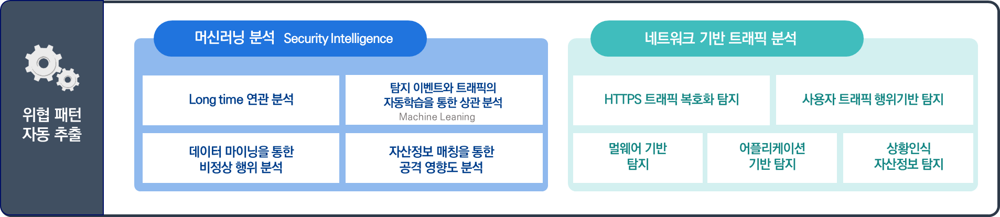 위협 패턴
자동 추출
머신러닝 분석 Security Intelligence
Long time 연관 분석
탐지 이벤트와 트래픽의
자동학습을 통한 상관 분석
Machine Leaning
데이터 마이닝을 통한
비정상 행위 분석
자산정보 매칭을 통한
공격 영향도 분석
네트워크 기반 트래픽 분석
HTTPS 트래픽 복호화 탐지
사용자 트래픽 행위기반 탐지
멀웨어 기반
탐지
어플리케이션
기반 탐지
상황인식
자산정보 탐지